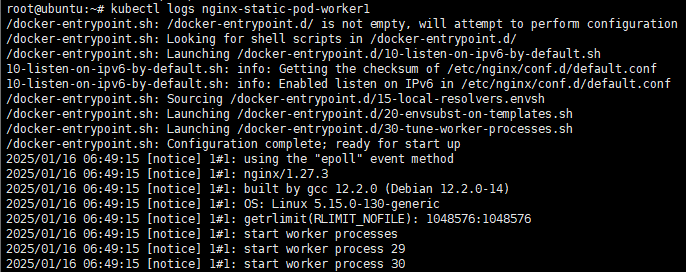 root@ubuntu:~# kubectl logs nginx-static-pod-worker1
/docker-entrypoint.sh: /docker-entrypoint.d/ is not empty, will attempt to perform configuration
/docker-entrypoint.sh: Looking for shell scripts in /docker-entrypoint.d/
/docker-entrypoint.sh: Launching /docker-entrypoint.d/10-listen-on-ipv6-by-default.sh
10-listen-on-ipv6-by-default.sh: info: Getting the checksum of /etc/nginx/conf.d/default.conf
10-listen-on-ipv6-by-default.sh: info: Enabled listen on IPv6 in /etc/nginx/conf.d/default.conf
/docker-entrypoint.sh: Sourcing /docker-entrypoint.d/15-local-resolvers.envsh
/docker-entrypoint.sh: Launching /docker-entrypoint.d/20-envsubst-on-templates.sh
/docker-entrypoint.sh: Launching /docker-entrypoint.d/30-tune-worker-processes.sh
/docker-entrypoint.sh: Configuration complete; ready for start up
2025/01/16 06:49:15 [notice] 1#1: using the "epoll" event method
2025/01/16 06:49:15 [notice] 1#1: nginx/1.27.3
2025/01/16 06:49:15 [notice] 1#1: built by gcc 12.2.0 (Debian 12.2.0-14)
2025/01/16 06:49:15 [notice] 1#1: OS: Linux 5.15.0-130-generic
2025/01/16 06:49:15 [notice] 1#1: getrlimit(RLIMIT_NOFILE): 1048576:1048576
2025/01/16 06:49:15 [notice] 1#1: start worker processes
2025/01/16 06:49:15 [notice] 1#1: start worker process 29
2025/01/16 06:49:15 [notice] 1#1: start worker process 30